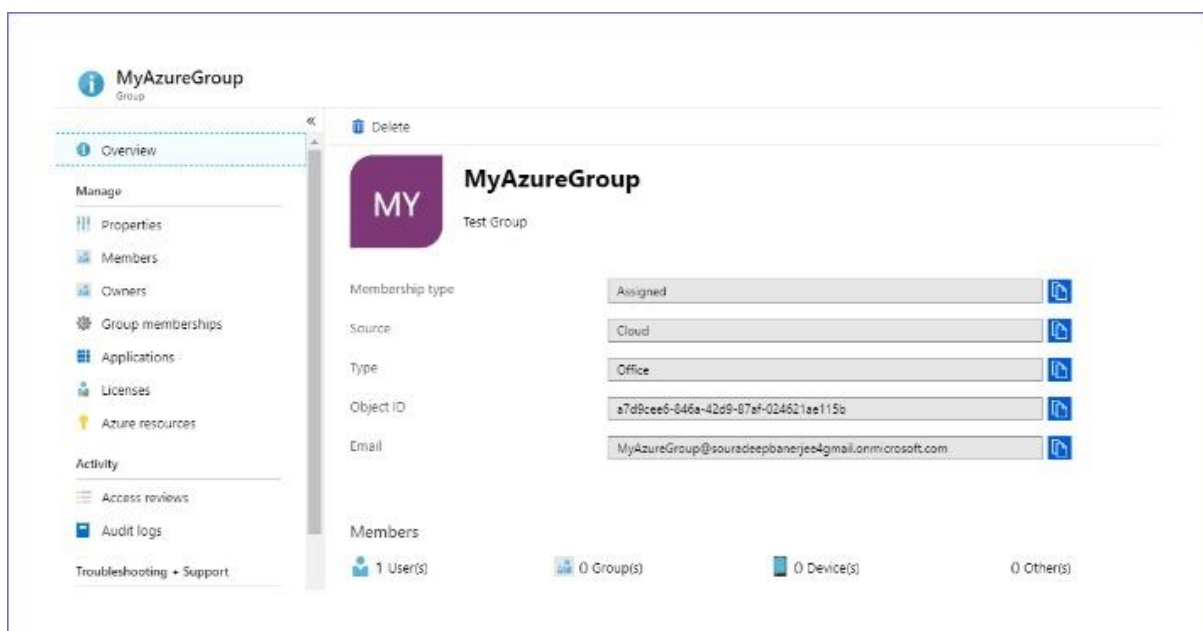 MyAzureGroup
Group
«
Delete
Overview
Manage
Properties
Members
Owners
Group memberships
Applications
Licenses
Azure resources
Activity
Access reviews
Audit logs
Troubleshooting + Support
MY
MyAzureGroup
Test Group
Membership type Assigned
Source Cloud
Type Office
Object ID a7d9cee6-846a-42d9-87af-024621ae115b
Email MyAzureGroup@souradeepbanerjee4gmail.onmicrosoft.com
Members
1 User(s) 0 Group(s) 0 Device(s) 0 Other(s)